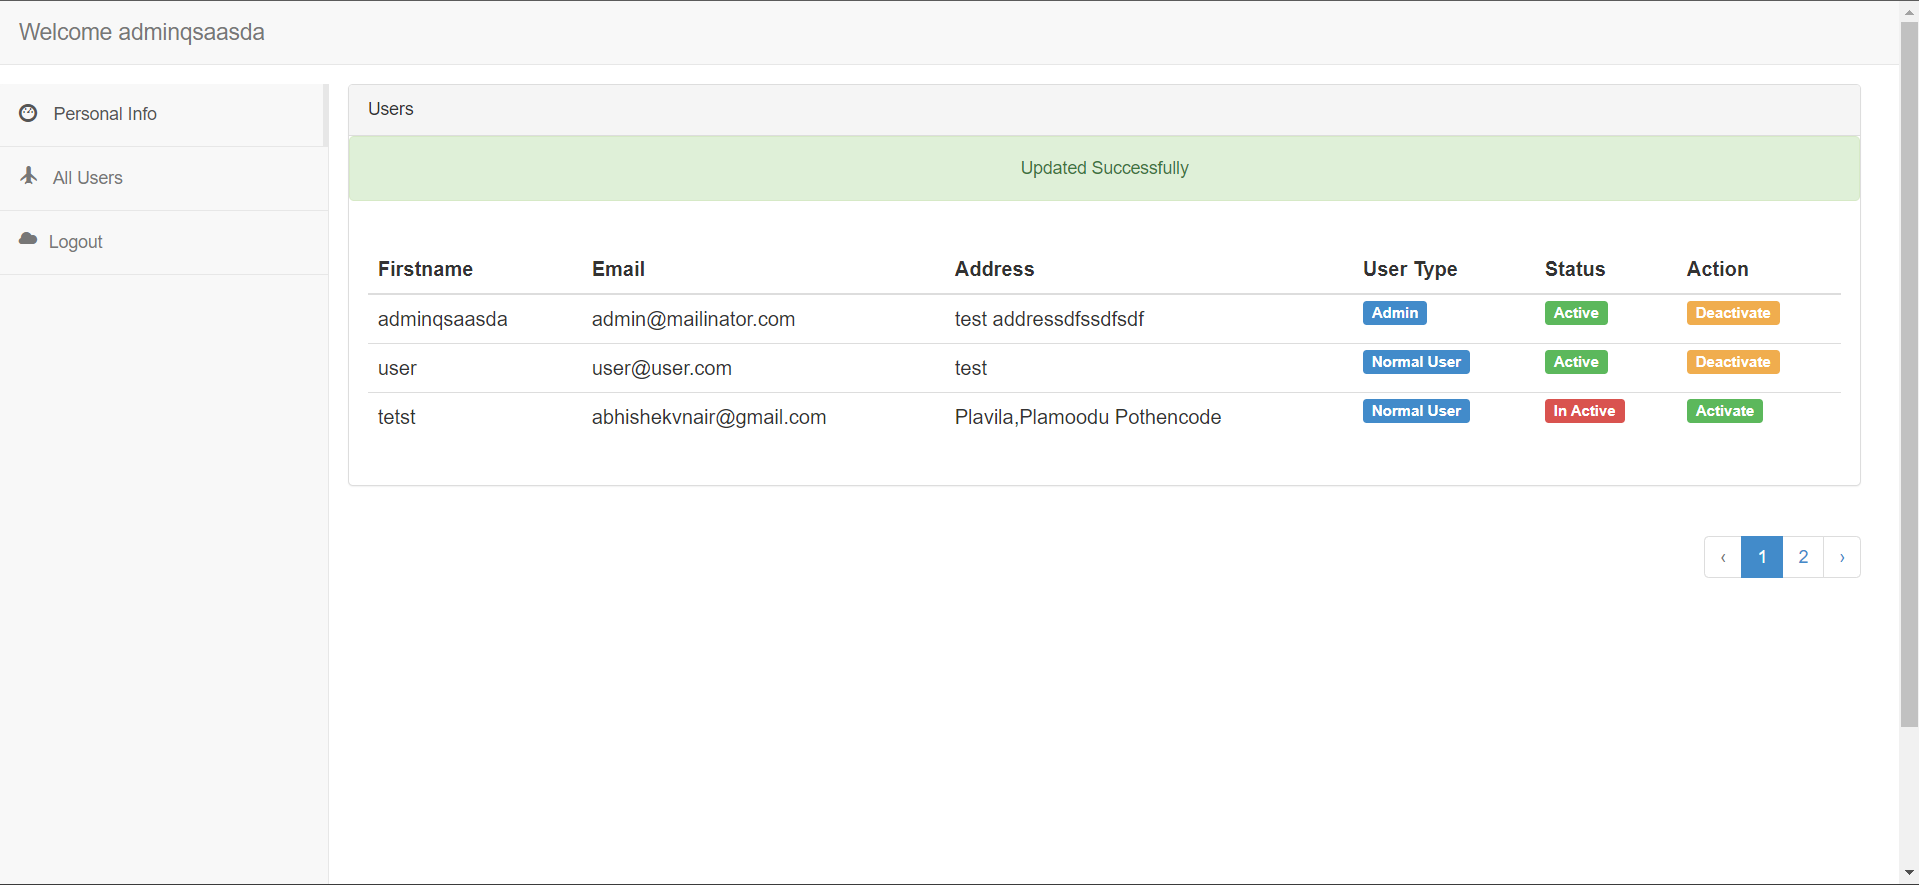 Welcome adminqsaasda
Personal Info
All Users
Logout
Users
Updated Successfully
Firstname Email Address User Type Status Action
adminqsaasda admin@mailinator.com test addressdfssdfsdf Admin Active Deactivate
user user@user.com test Normal User Active Deactivate
tetst abhishekvnair@gmail.com Plavila,Plamoodu Pothencode Normal User In Active Activate
‹ 1 2 ›